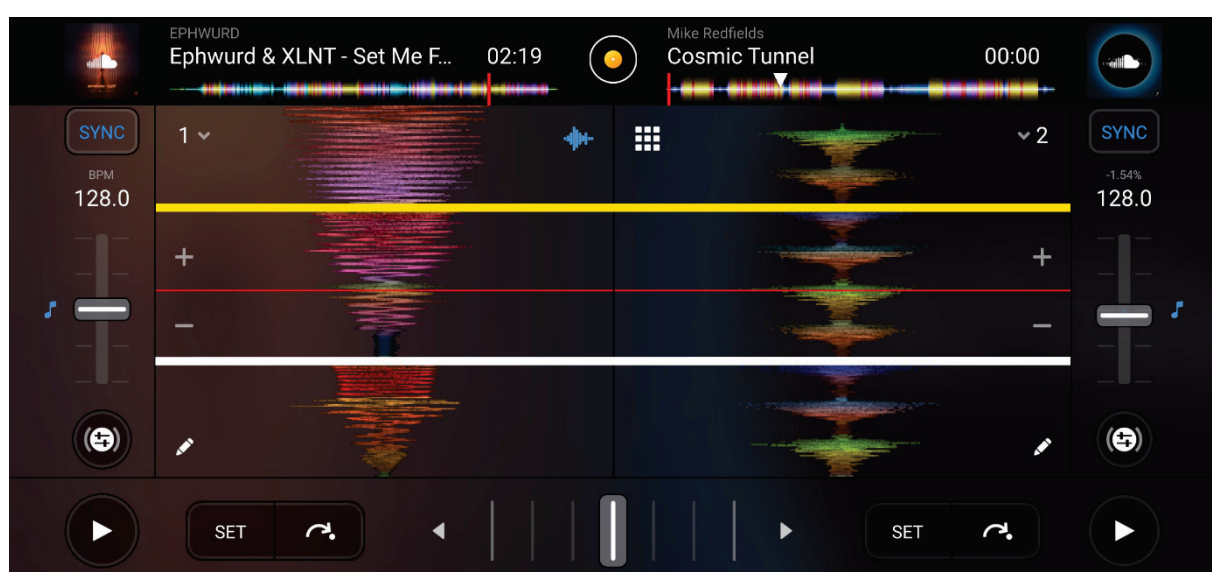 EPHWURD
Ephwurd & XLNT - Set Me F... 02:19
Mike Redfields
Cosmic Tunnel 00:00
SYNC
1
2
SYNC
BPM
128.0
-1.54%
128.0
+
+
−
−
SET
SET